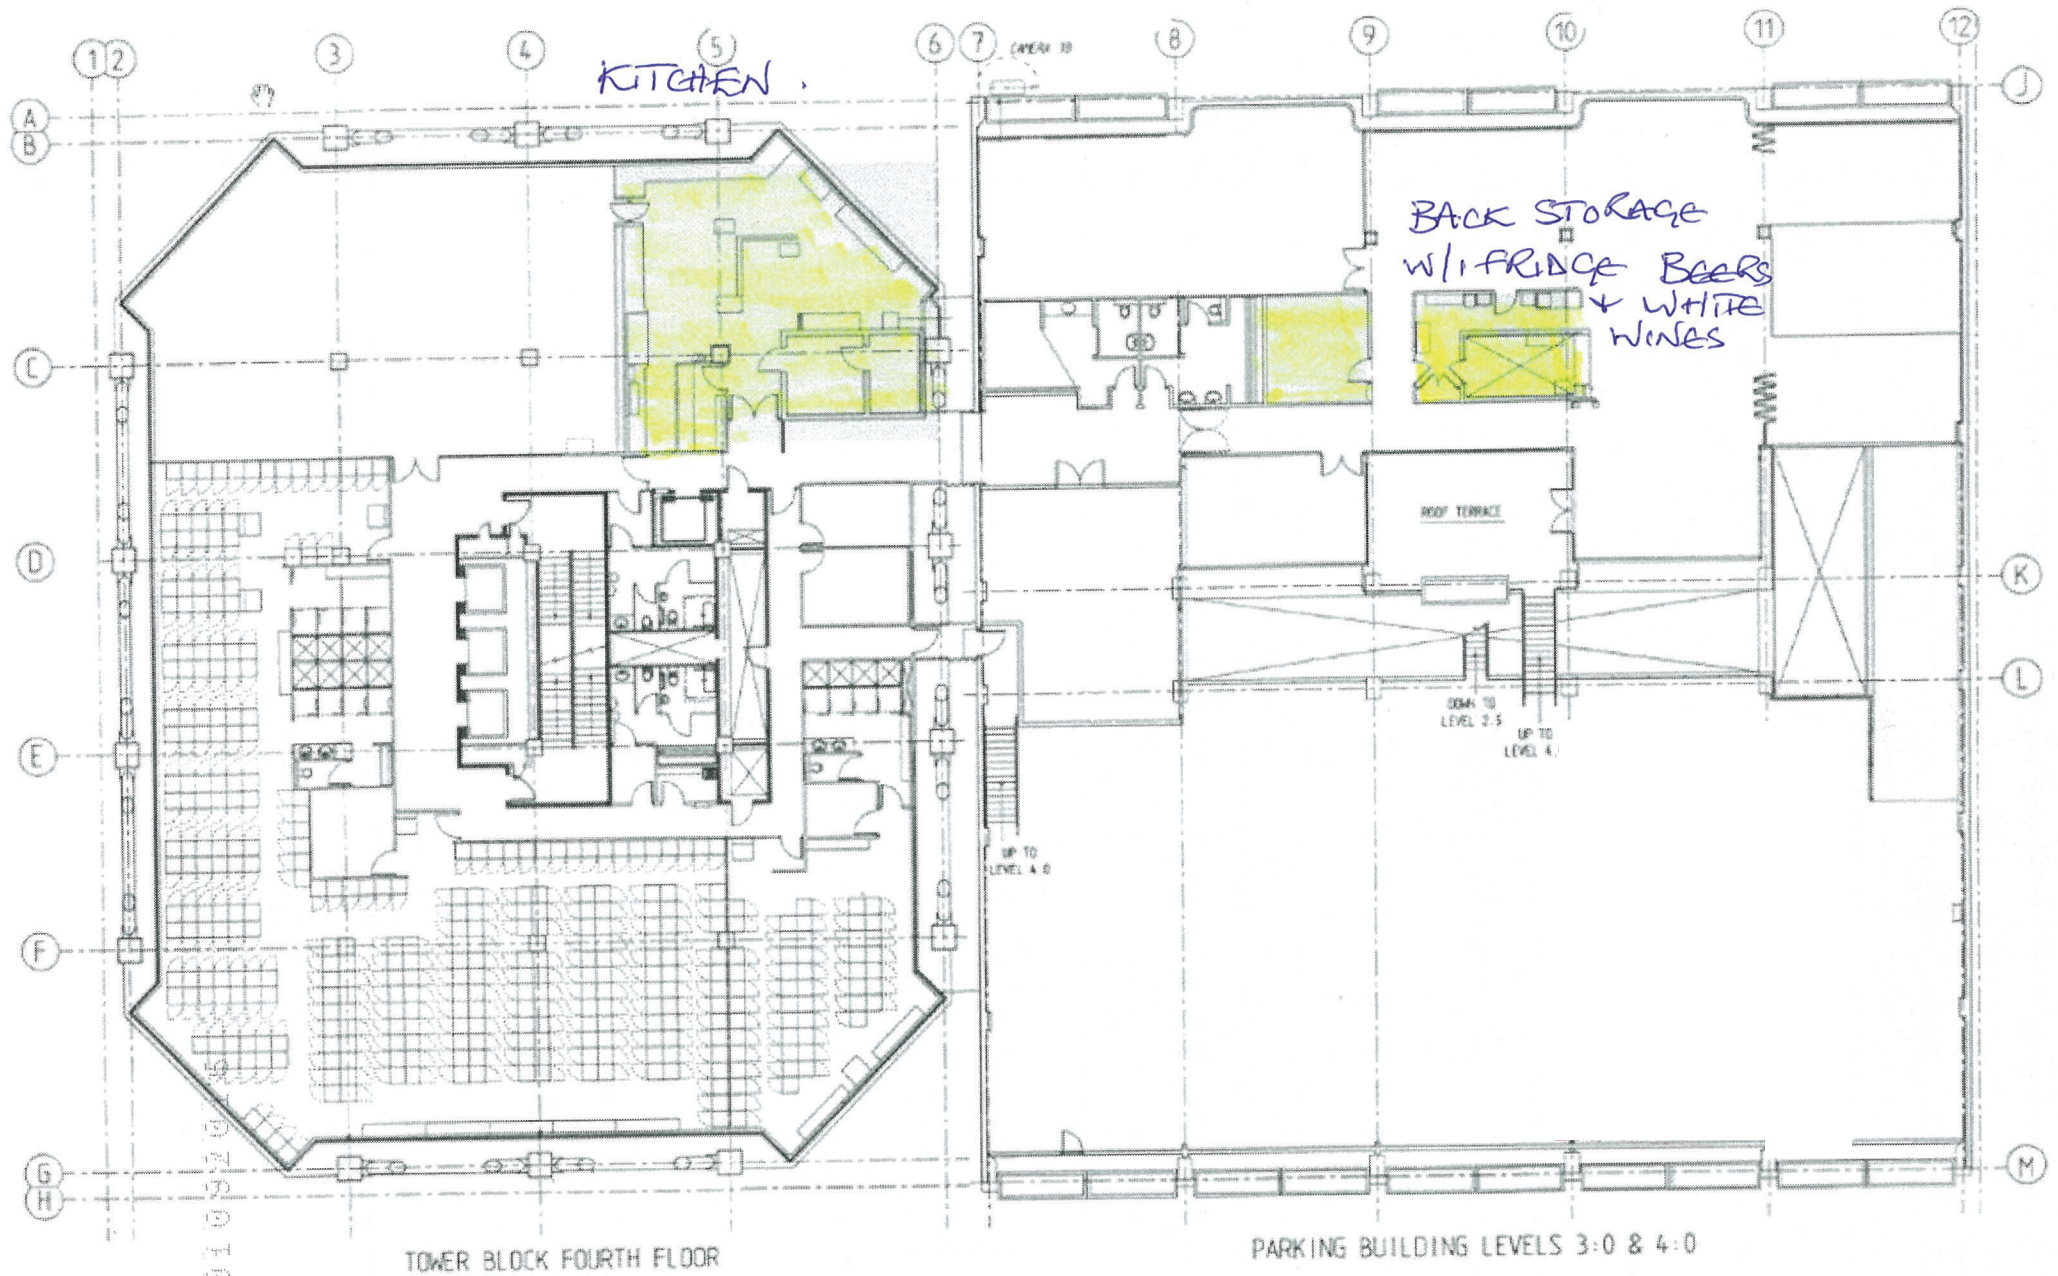 1 2 3 4 5 6 7 8 9 10 11 12
CAMERA 38
KITCHEN.
A
B
C
D
E
F
G
H
J
K
L
M
BACK STORAGE
W/I FRIDGE BEERS
+ WHITE
WINES
ROOF TERRACE
DOWN TO
LEVEL 2.5
UP TO
LEVEL 4.
UP TO
LEVEL 4.0
TOWER BLOCK FOURTH FLOOR
PARKING BUILDING LEVELS 3:0 & 4:0